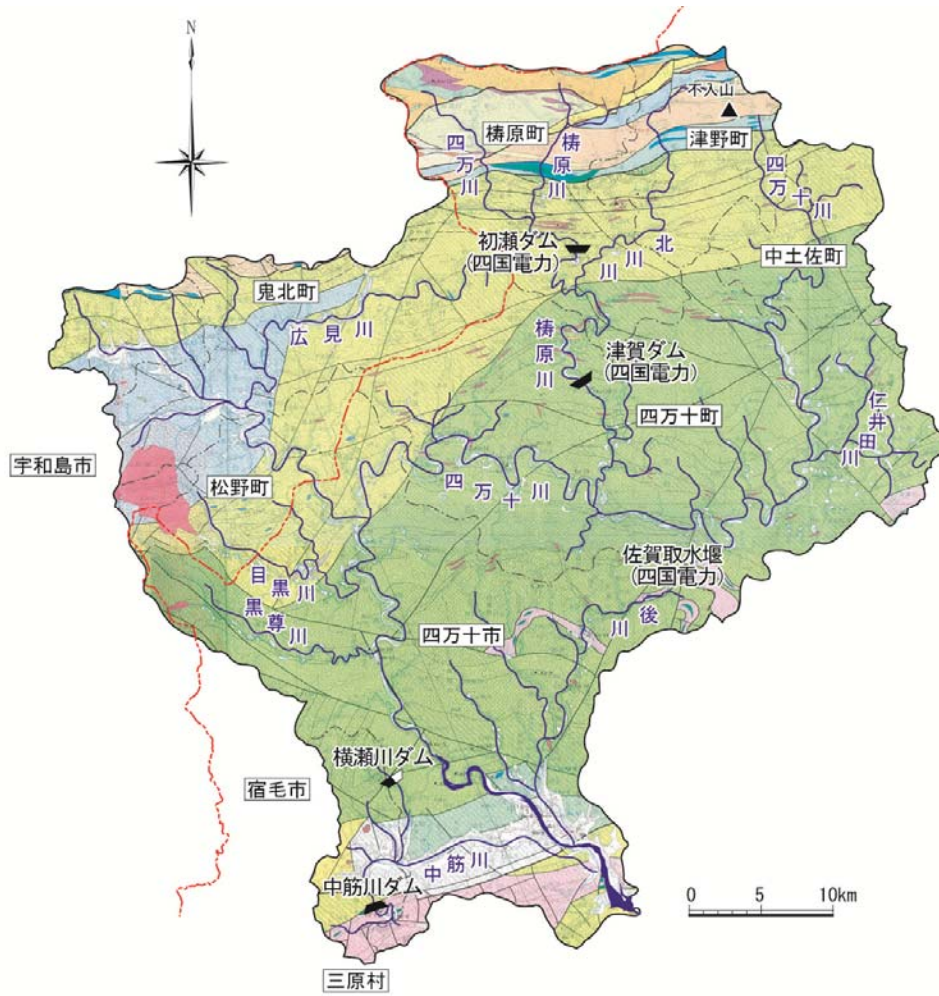 N
不入山
梼原町
津野町
四万川
梼原川
四万十川
初瀬ダム
(四国電力)
北川川
中土佐町
鬼北町
広見川
梼原川
津賀ダム
(四国電力)
仁井田川
四万十町
宇和島市
松野町
四万十川
佐賀取水堰
(四国電力)
目黒川
黒尊川
四万十市
後川
横瀬川ダム
宿毛市
中筋川
中筋川ダム
0 5 10km
三原村